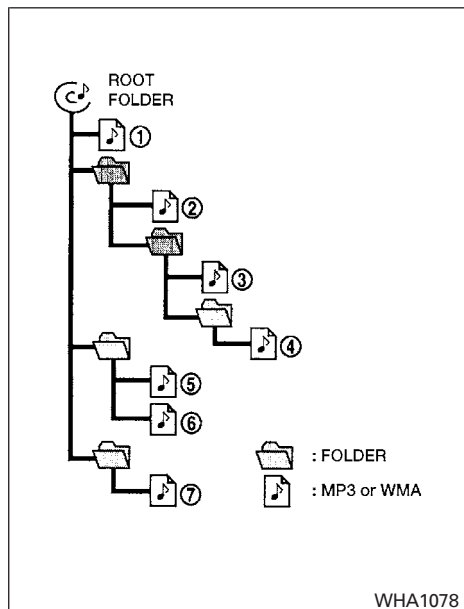 ROOT
FOLDER
①
②
③
④
⑤
⑥
⑦
: FOLDER
: MP3 or WMA
WHA1078